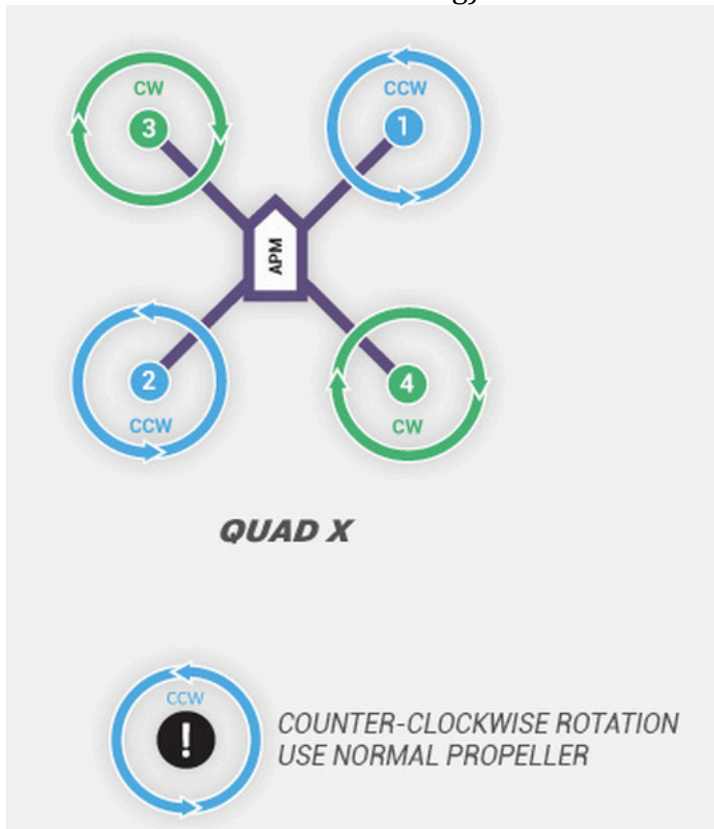 CW
CCW
3
1
APM
2
4
CCW
CW
QUAD X
CCW
!
COUNTER-CLOCKWISE ROTATION
USE NORMAL PROPELLER